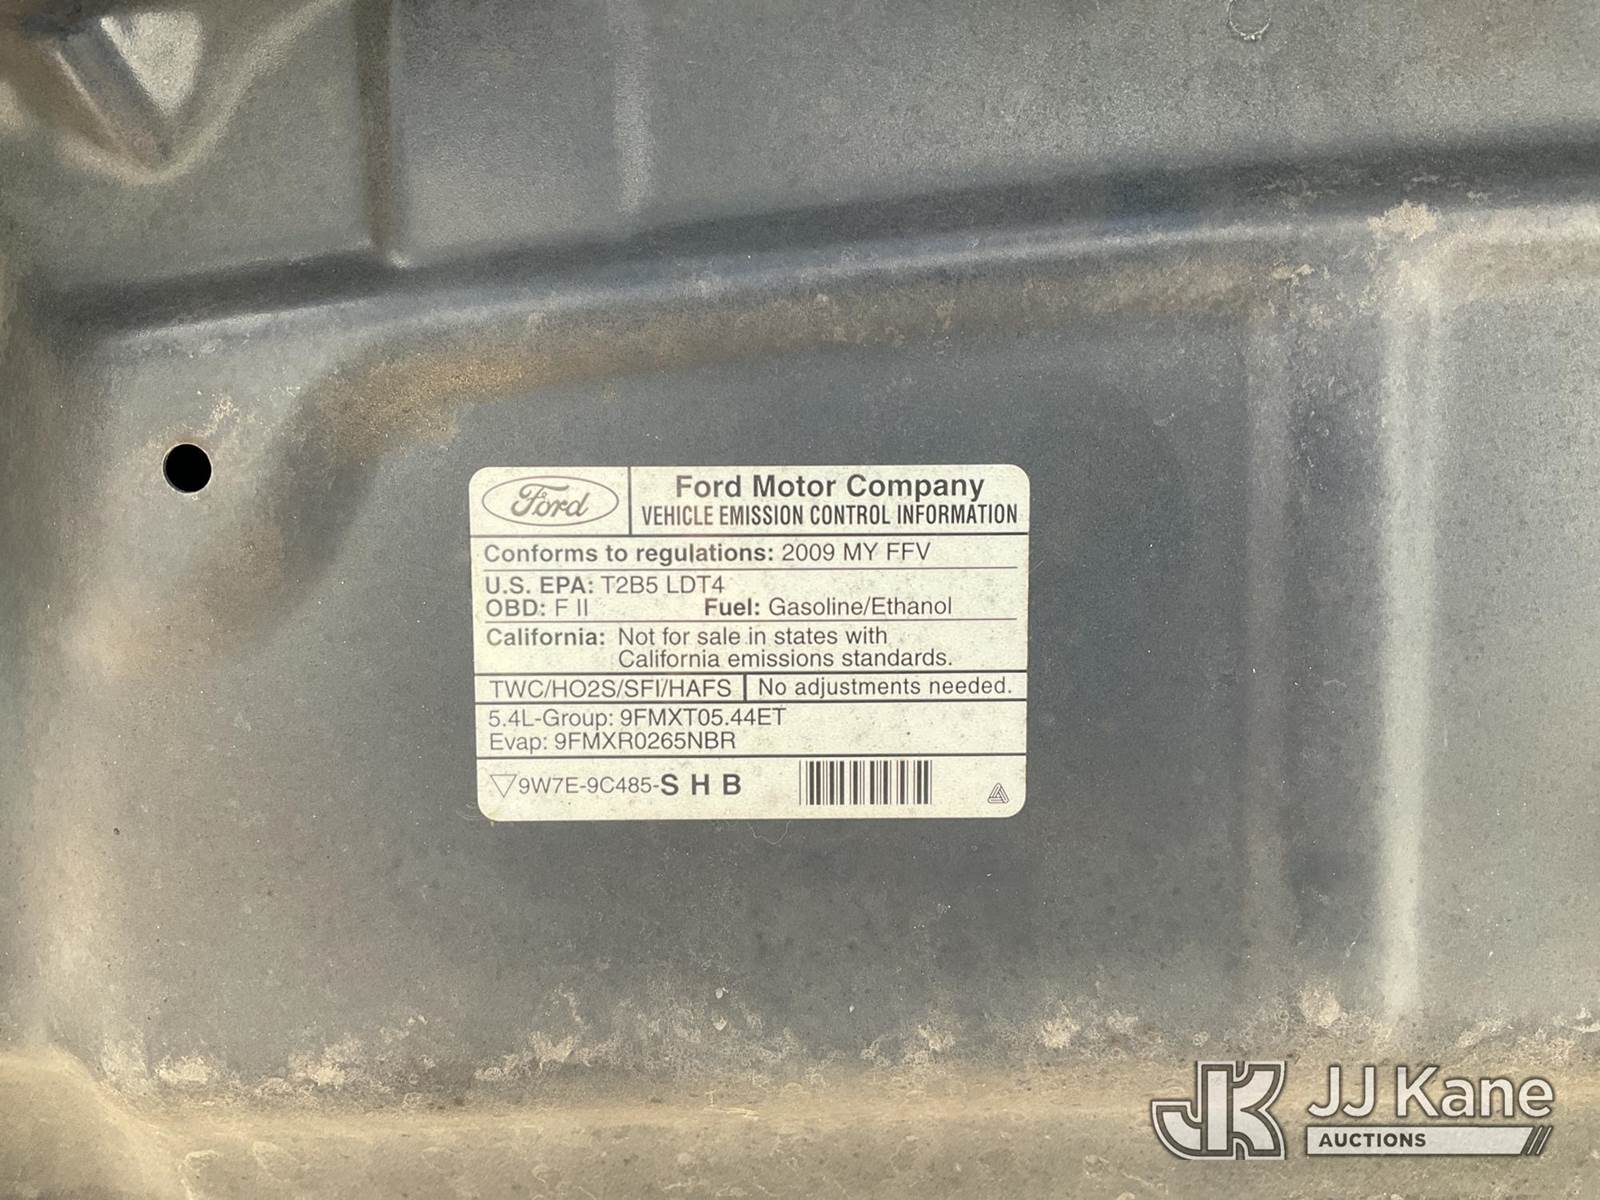 Ford
Ford Motor Company
VEHICLE EMISSION CONTROL INFORMATION
Conforms to regulations: 2009 MY FFV
U.S. EPA: T2B5 LDT4
OBD: F II Fuel: Gasoline/Ethanol
California: Not for sale in states with
California emissions standards.
TWC/HO2S/SFI/HAFS No adjustments needed.
5.4L-Group: 9FMXT05.44ET
Evap: 9FMXR0265NBR
9W7E-9C485-S H B
JK JJ Kane
AUCTIONS